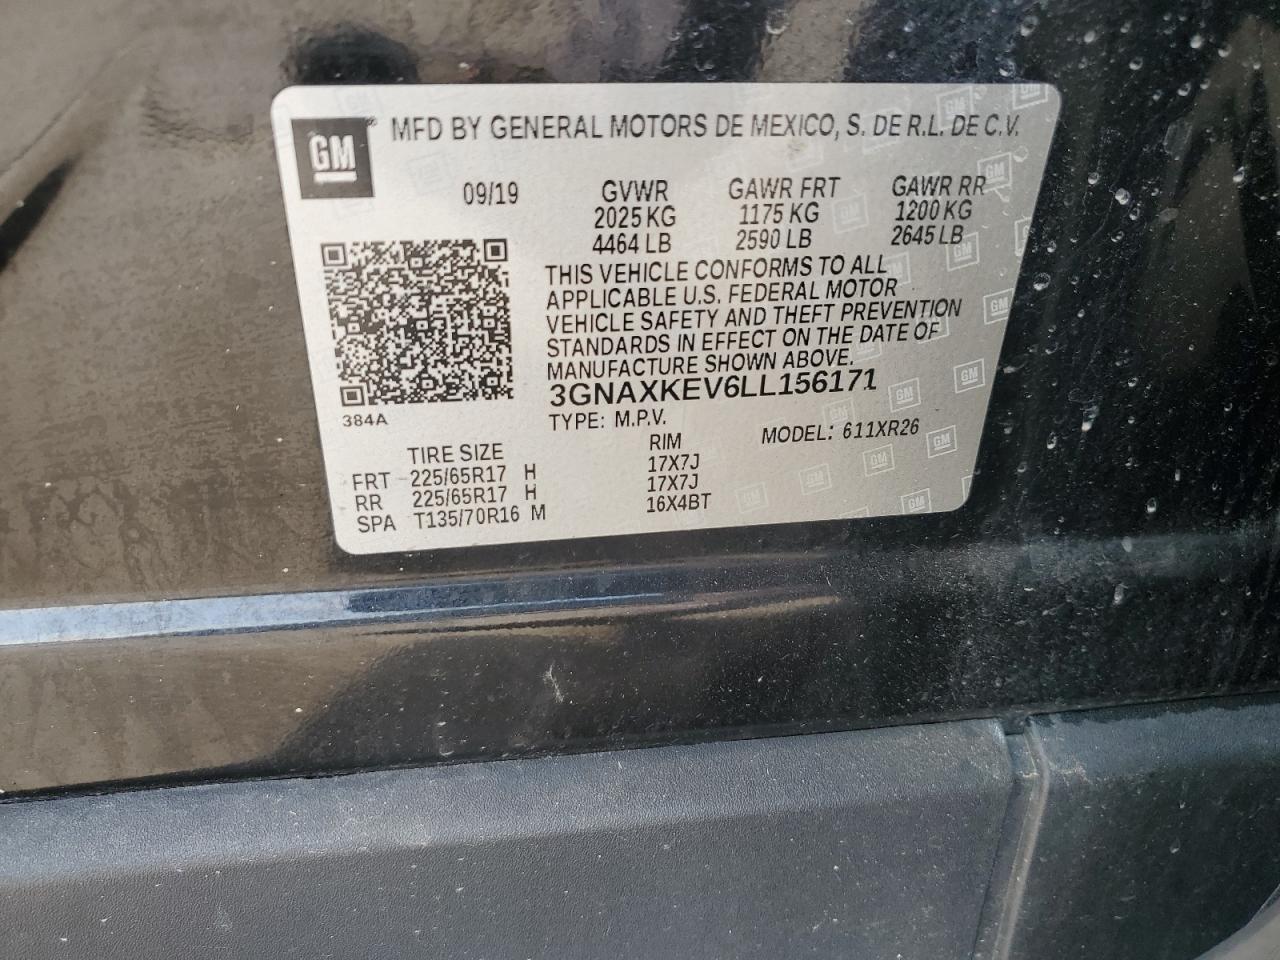 GM® MFD BY GENERAL MOTORS DE MEXICO, S. DE R.L. DE C.V.
09/19 GVWR GAWR FRT GAWR RR
2025 KG 1175 KG 1200 KG
4464 LB 2590 LB 2645 LB
THIS VEHICLE CONFORMS TO ALL
APPLICABLE U.S. FEDERAL MOTOR
VEHICLE SAFETY AND THEFT PREVENTION
STANDARDS IN EFFECT ON THE DATE OF
MANUFACTURE SHOWN ABOVE.
3GNAXKEV6LL156171
384A
TYPE: M.P.V. MODEL: 611XR26
TIRE SIZE RIM
FRT 225/65R17 H 17X7J
RR 225/65R17 H 17X7J
SPA T135/70R16 M 16X4BT